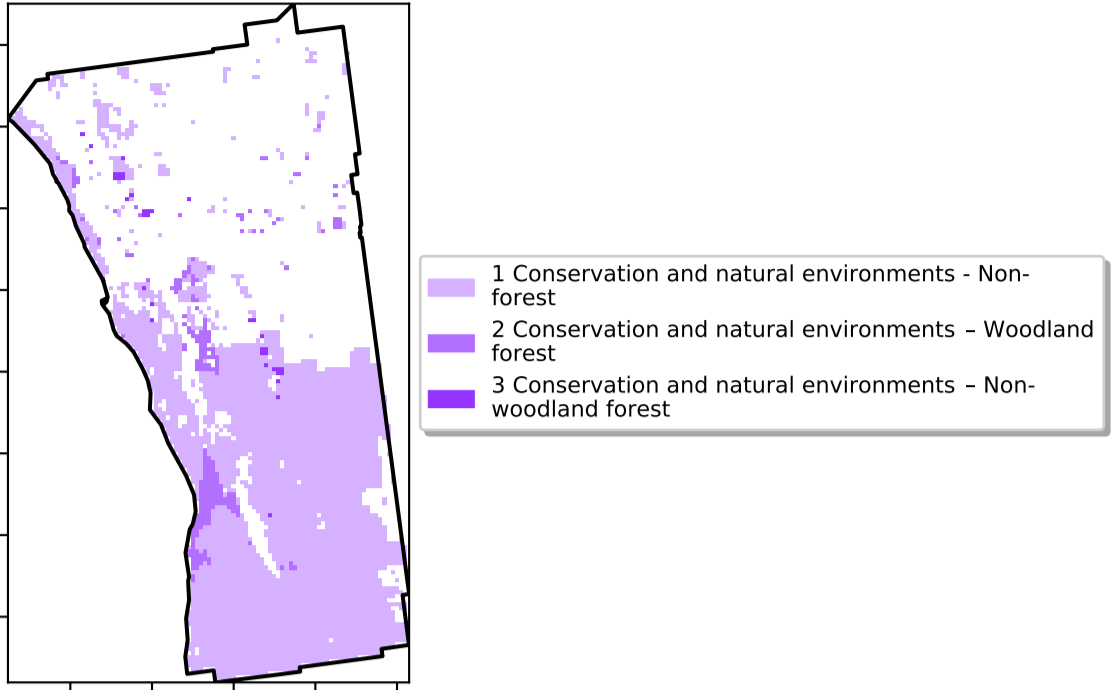 1 Conservation and natural environments - Non-
forest
2 Conservation and natural environments – Woodland
forest
3 Conservation and natural environments – Non-
woodland forest